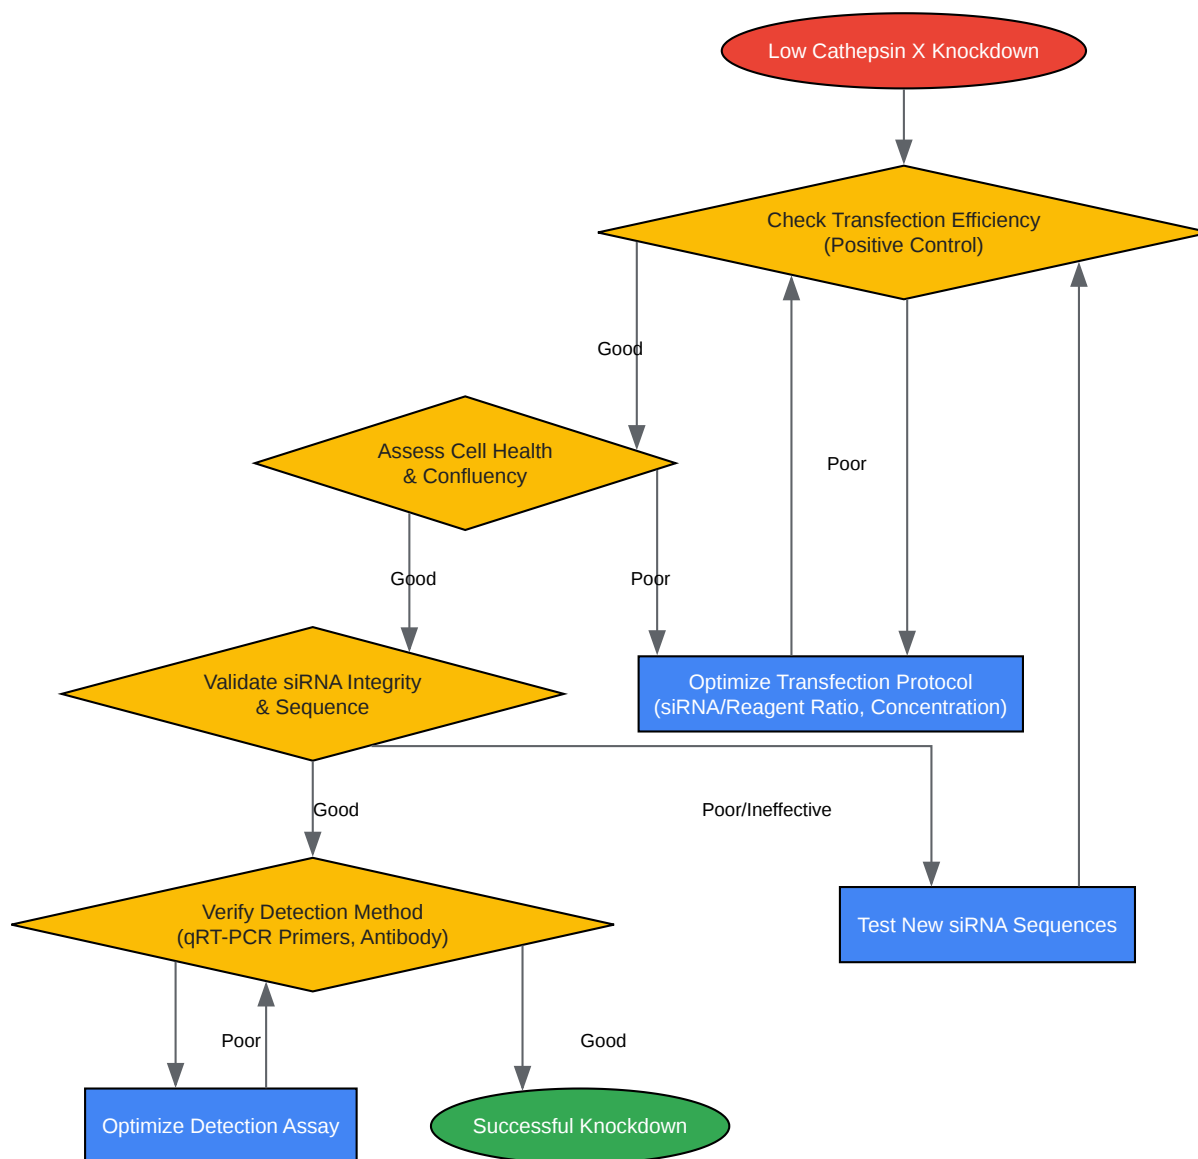 Low Cathepsin X Knockdown
Check Transfection Efficiency
(Positive Control)
Good
Assess Cell Health
& Confluency
Poor
Good
Poor
Validate siRNA Integrity
& Sequence
Optimize Transfection Protocol
(siRNA/Reagent Ratio, Concentration)
Good
Poor/Ineffective
Verify Detection Method
(qRT-PCR Primers, Antibody)
Test New siRNA Sequences
Poor
Good
Optimize Detection Assay
Successful Knockdown